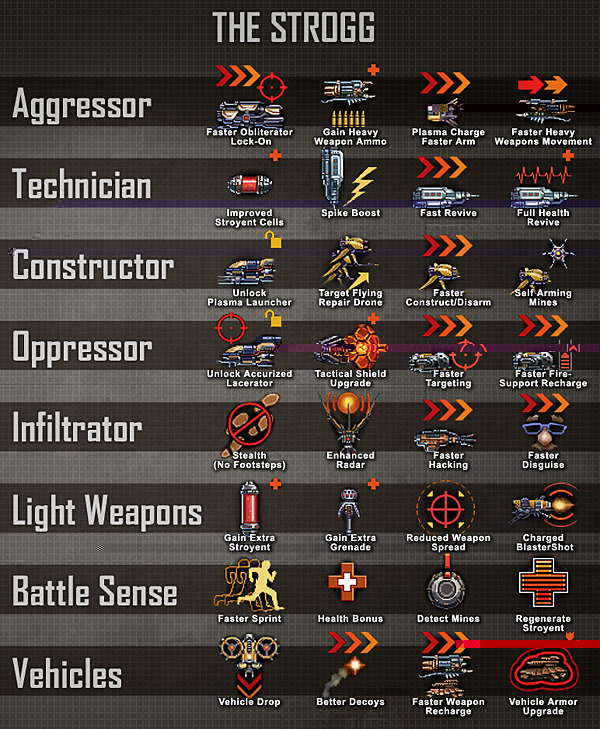 THE STROGG
Aggressor
Faster Obliterator
Lock-On
Gain Heavy
Weapon Ammo
Plasma Charge
Faster Arm
Faster Heavy
Weapons Movement
Technician
Improved
Stroyent Cells
Spike Boost
Fast Revive
Full Health
Revive
Constructor
Unlock
Plasma Launcher
Target Flying
Repair Drone
Faster
Construct/Disarm
Self Arming
Mines
Oppressor
Unlock Accurized
Lacerator
Tactical Shield
Upgrade
Faster
Targeting
Faster Fire-
Support Recharge
Infiltrator
Stealth
(No Footsteps)
Enhanced
Radar
Faster
Hacking
Faster
Disguise
Light Weapons
Gain Extra
Stroyent
Gain Extra
Grenade
Reduced Weapon
Spread
Charged
BlasterShot
Battle Sense
Faster Sprint
Health Bonus
Detect Mines
Regenerate
Stroyent
Vehicles
Vehicle Drop
Better Decoys
Faster Weapon
Recharge
Vehicle Armor
Upgrade